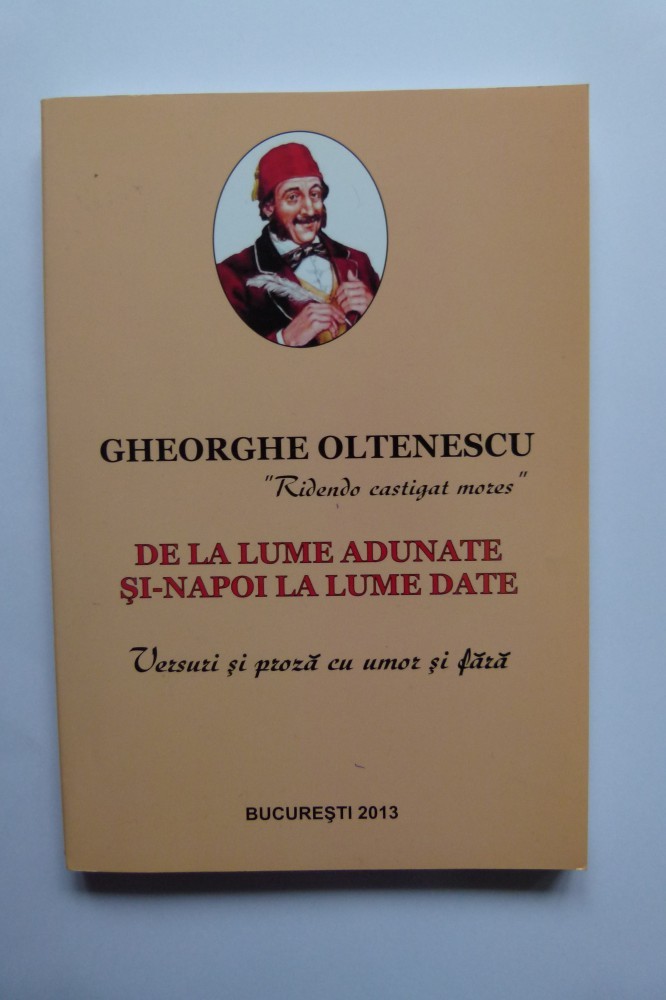 GHEORGHE OLTENESCU
"Ridendo castigat mores"
DE LA LUME ADUNATE
ŞI-NAPOI LA LUME DATE
Versuri şi proză cu umor şi fără
BUCUREŞTI 2013